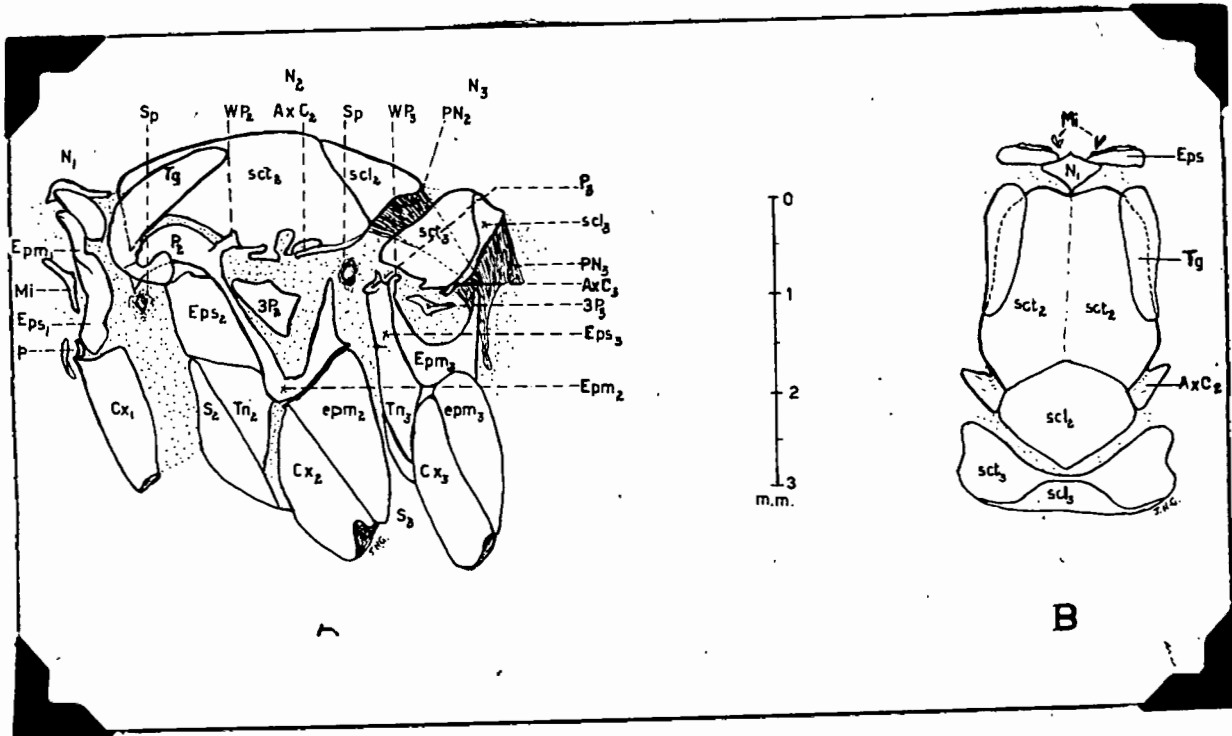 N₂
N₃
Sp WP₂ AxC₂ Sp WP₃ PN₂
N₁
Tg sct₂ scl₂
P₃
sct₃
scl₃
P₂
Epm
PN₃
Mi
AxC₃
Eps₂ 3P₂
3P₃
Eps₁
Eps₃
P
Epm₃
Epm₂
Cx₁
S₂ Tn₂ epm₂ Tn₃ epm₃
Cx₂ Cx₃
S₃
J.H.G.
A
0
1
2
3
m.m.
Mi
Eps
N₁
Tg
sct₂ sct₂
AxC₂
scl₂
sct₃
scl₃
J.H.G.
B